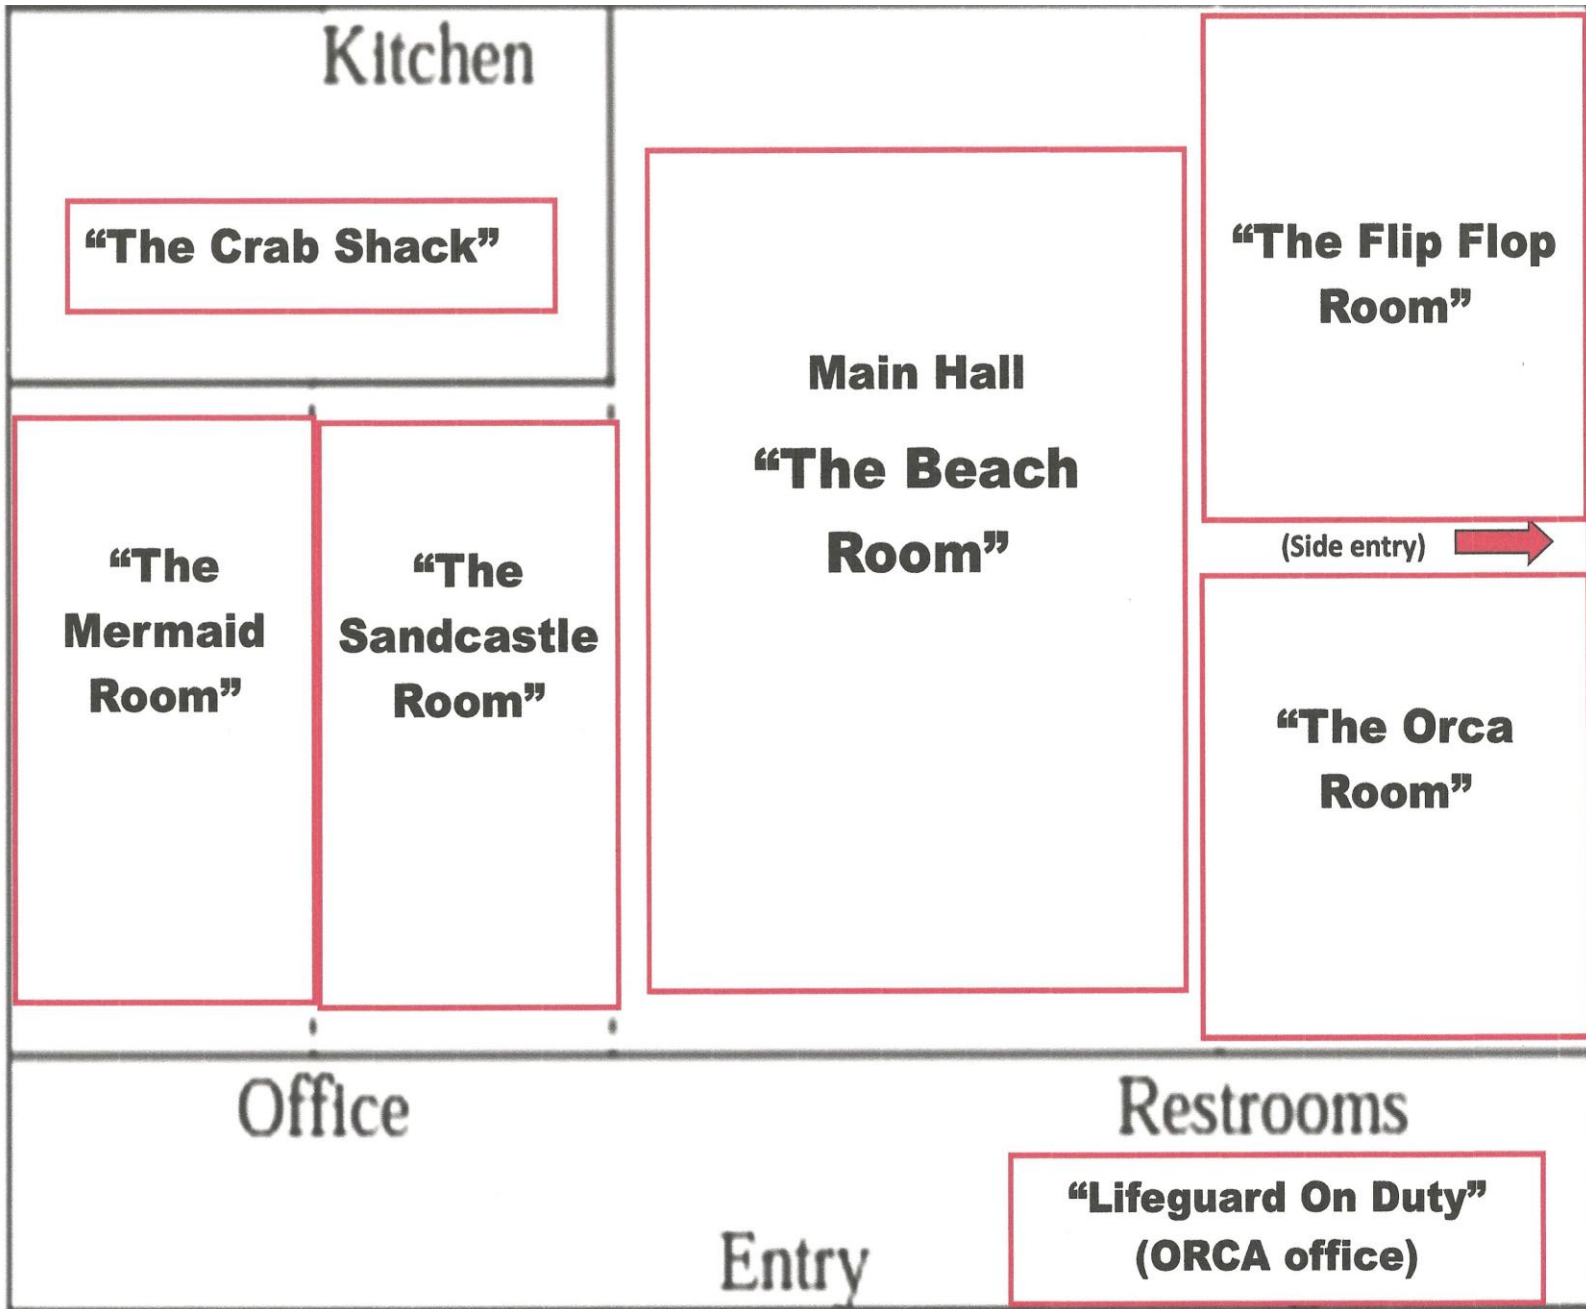 Kitchen
“The Crab Shack”
“The Flip Flop
Room”
Main Hall
“The Beach
Room”
(Side entry)
“The
Mermaid
Room”
“The
Sandcastle
Room”
“The Orca
Room”
Office
Restrooms
“Lifeguard On Duty”
(ORCA office)
Entry